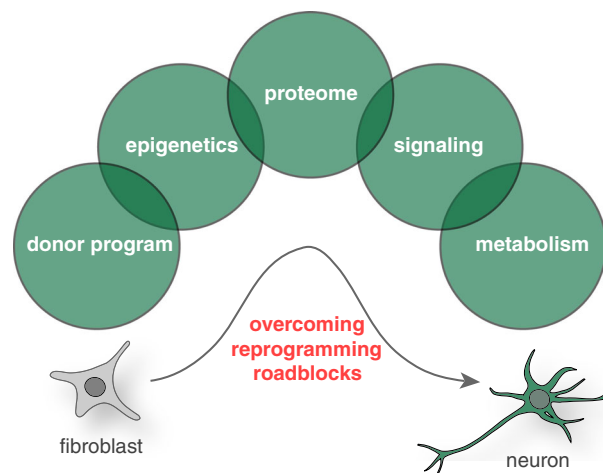 proteome
epigenetics
signaling
donor program
metabolism
overcoming
reprogramming
roadblocks
fibroblast
neuron